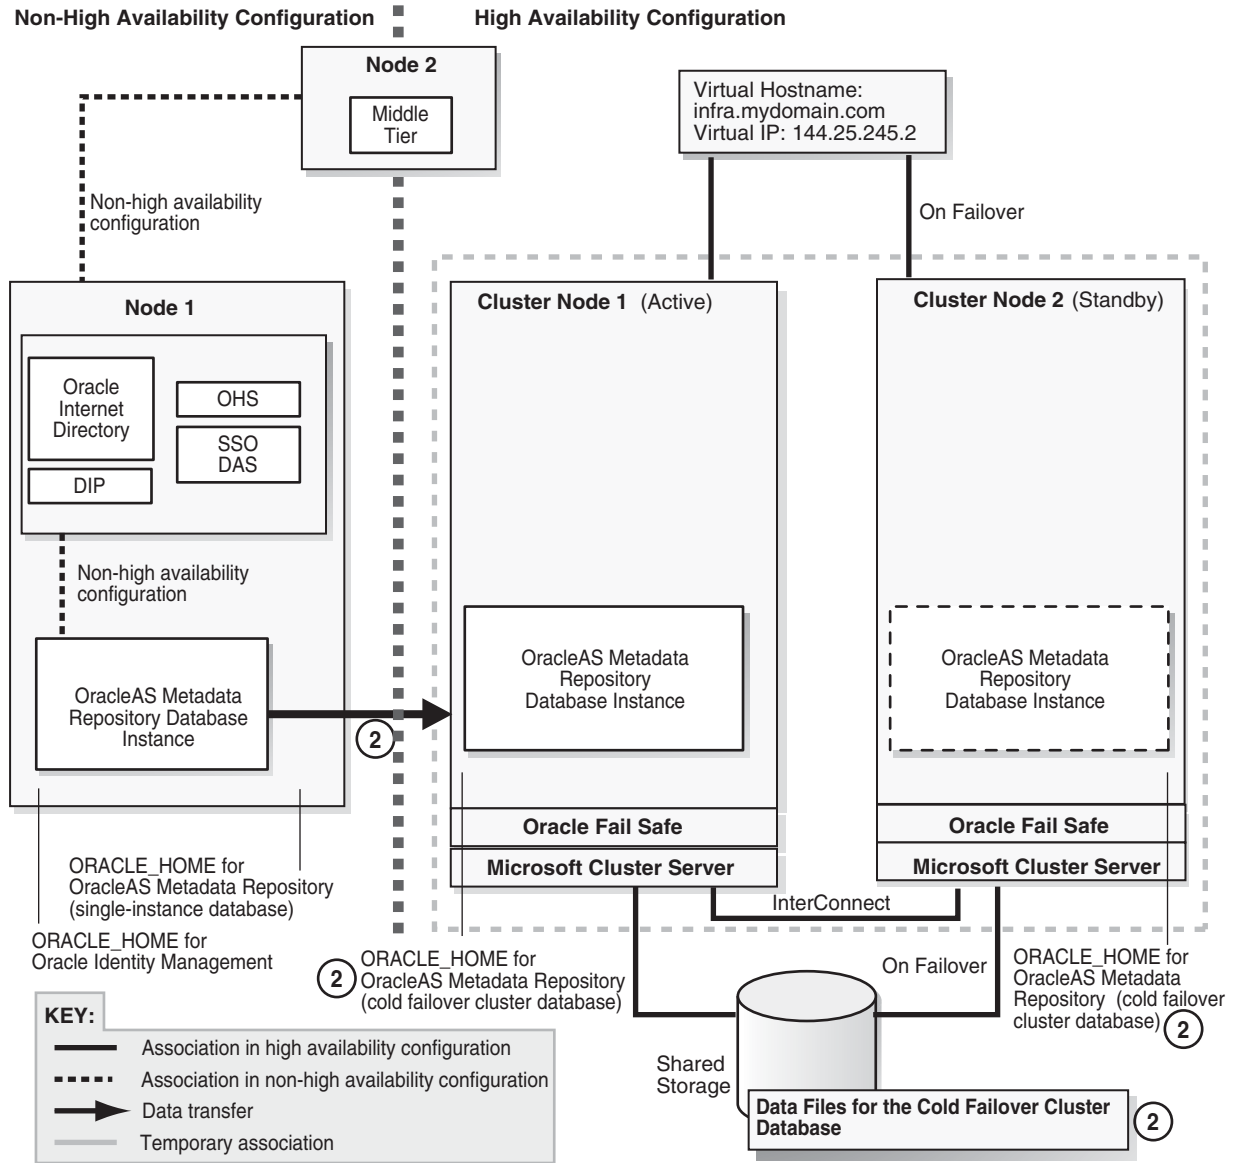 Non-High Availability Configuration
High Availability Configuration
Node 2
Middle
Tier
Virtual Hostname:
infra.mydomain.com
Virtual IP: 144.25.245.2
Non-high availability
configuration
On Failover
Node 1
Oracle
Internet
Directory
OHS
SSO
DAS
DIP
Non-high availability
configuration
OracleAS Metadata
Repository Database
Instance
2
Cluster Node 1 (Active)
OracleAS Metadata
Repository
Database Instance
Oracle Fail Safe
Microsoft Cluster Server
Cluster Node 2 (Standby)
OracleAS Metadata
Repository
Database Instance
Oracle Fail Safe
Microsoft Cluster Server
InterConnect
ORACLE_HOME for
OracleAS Metadata Repository
(single-instance database)
ORACLE_HOME for
Oracle Identity Management
2
ORACLE_HOME for
OracleAS Metadata Repository
(cold failover cluster database)
On Failover
ORACLE_HOME for
OracleAS Metadata
Repository (cold failover
cluster database)
2
Shared
Storage
Data Files for the Cold Failover Cluster
Database
2
KEY:
Association in high availability configuration
Association in non-high availability configuration
Data transfer
Temporary association